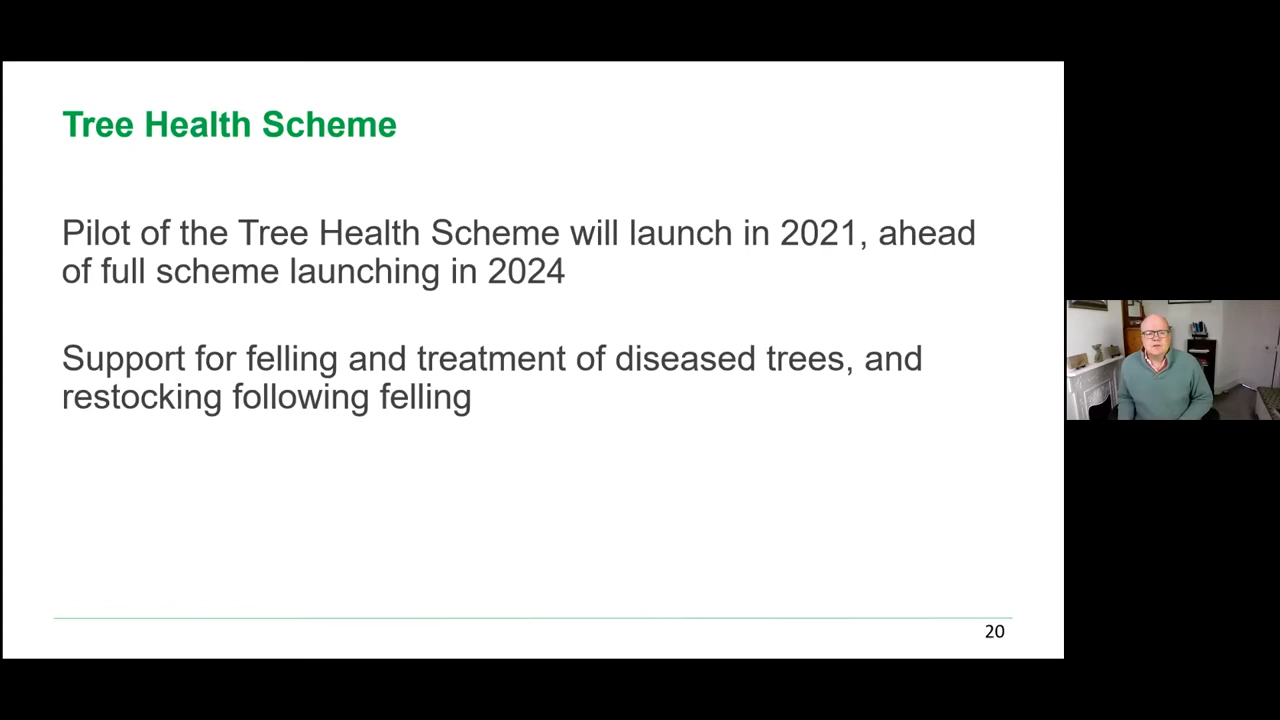 Tree Health Scheme
Pilot of the Tree Health Scheme will launch in 2021, ahead
of full scheme launching in 2024
Support for felling and treatment of diseased trees, and
restocking following felling
20